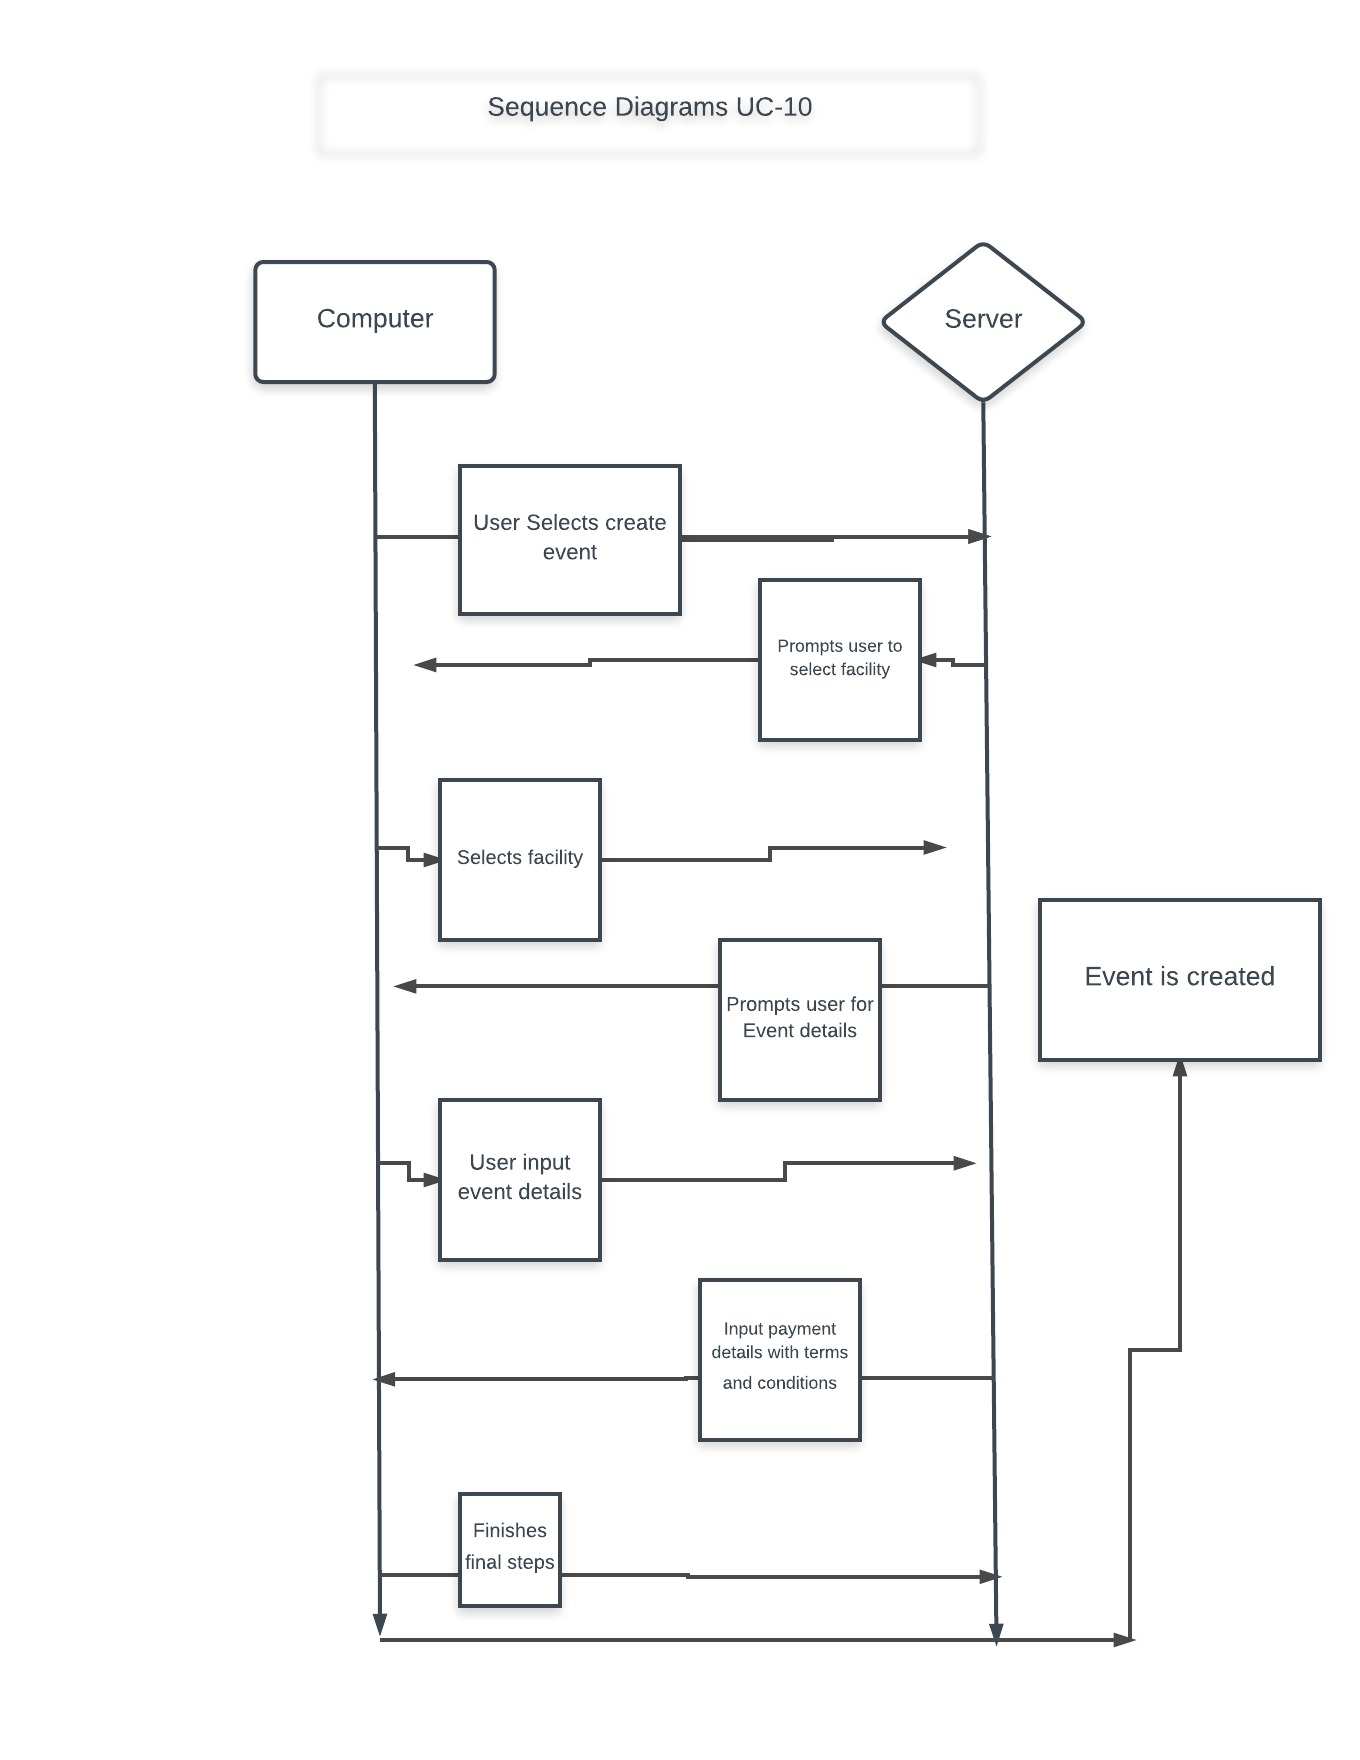 Sequence Diagrams UC-10
Computer
Server
User Selects create
event
Prompts user to
select facility
Selects facility
Event is created
Prompts user for
Event details
User input
event details
Input payment
details with terms
and conditions
Finishes
final steps